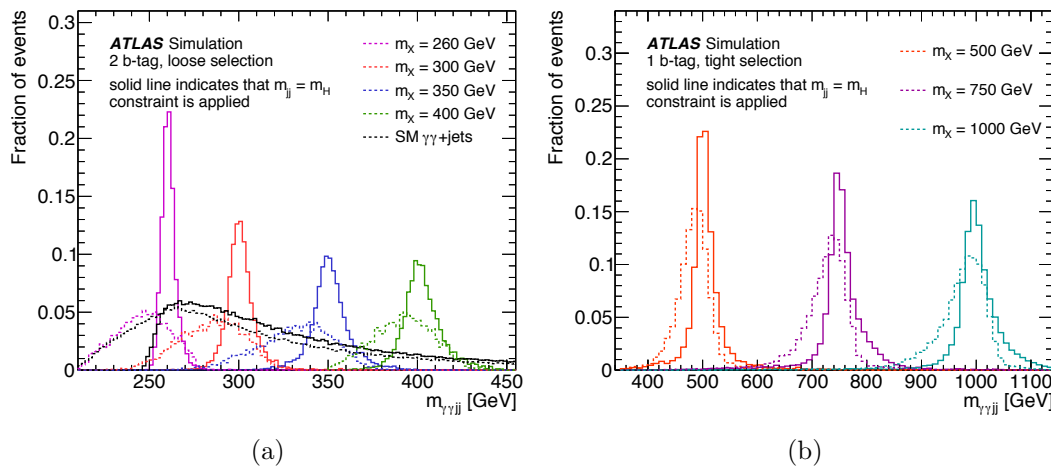 Fraction of events
0.3
0.25
0.2
0.15
0.1
0.05
0
ATLAS Simulation
2 b-tag, loose selection
solid line indicates that m_jj = m_H
constraint is applied
m_X = 260 GeV
m_X = 300 GeV
m_X = 350 GeV
m_X = 400 GeV
SM γγ+jets
250 300 350 400 450
m_γγjj [GeV]
(a)
Fraction of events
0.3
0.25
0.2
0.15
0.1
0.05
0
ATLAS Simulation
1 b-tag, tight selection
solid line indicates that m_jj = m_H
constraint is applied
m_X = 500 GeV
m_X = 750 GeV
m_X = 1000 GeV
400 500 600 700 800 900 1000 1100
m_γγjj [GeV]
(b)